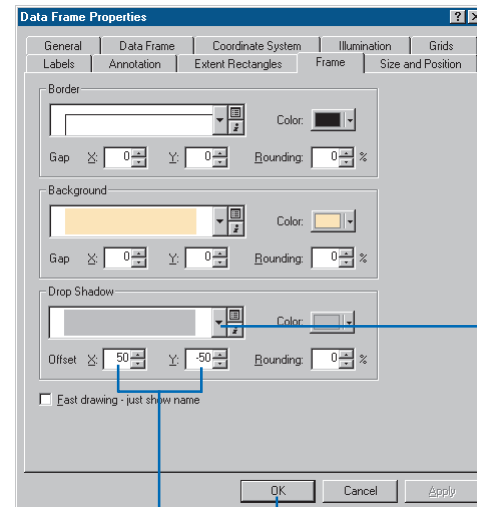 Data Frame Properties ? ×
General Data Frame Coordinate System Illumination Grids
Labels Annotation Extent Rectangles Frame Size and Position
Border
Color:
Gap X: 0 Y: 0 Rounding: 0 %
Background
Color:
Gap X: 0 Y: 0 Rounding: 0 %
Drop Shadow
Color:
Offset X: 50 Y: -50 Rounding: 0 %
Fast drawing - just show name
OK Cancel Apply